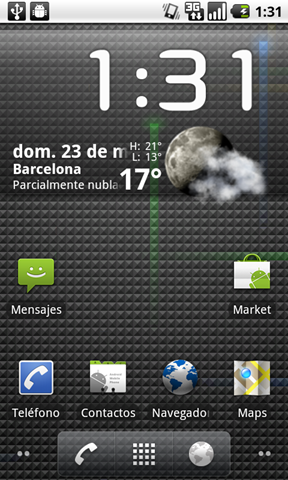 3G
1:31
1:31
dom. 23 de m
H: 21°
L: 13°
Barcelona
Parcialmente nubla
17°
Mensajes
Market
Teléfono
Contactos
Navegado
Maps